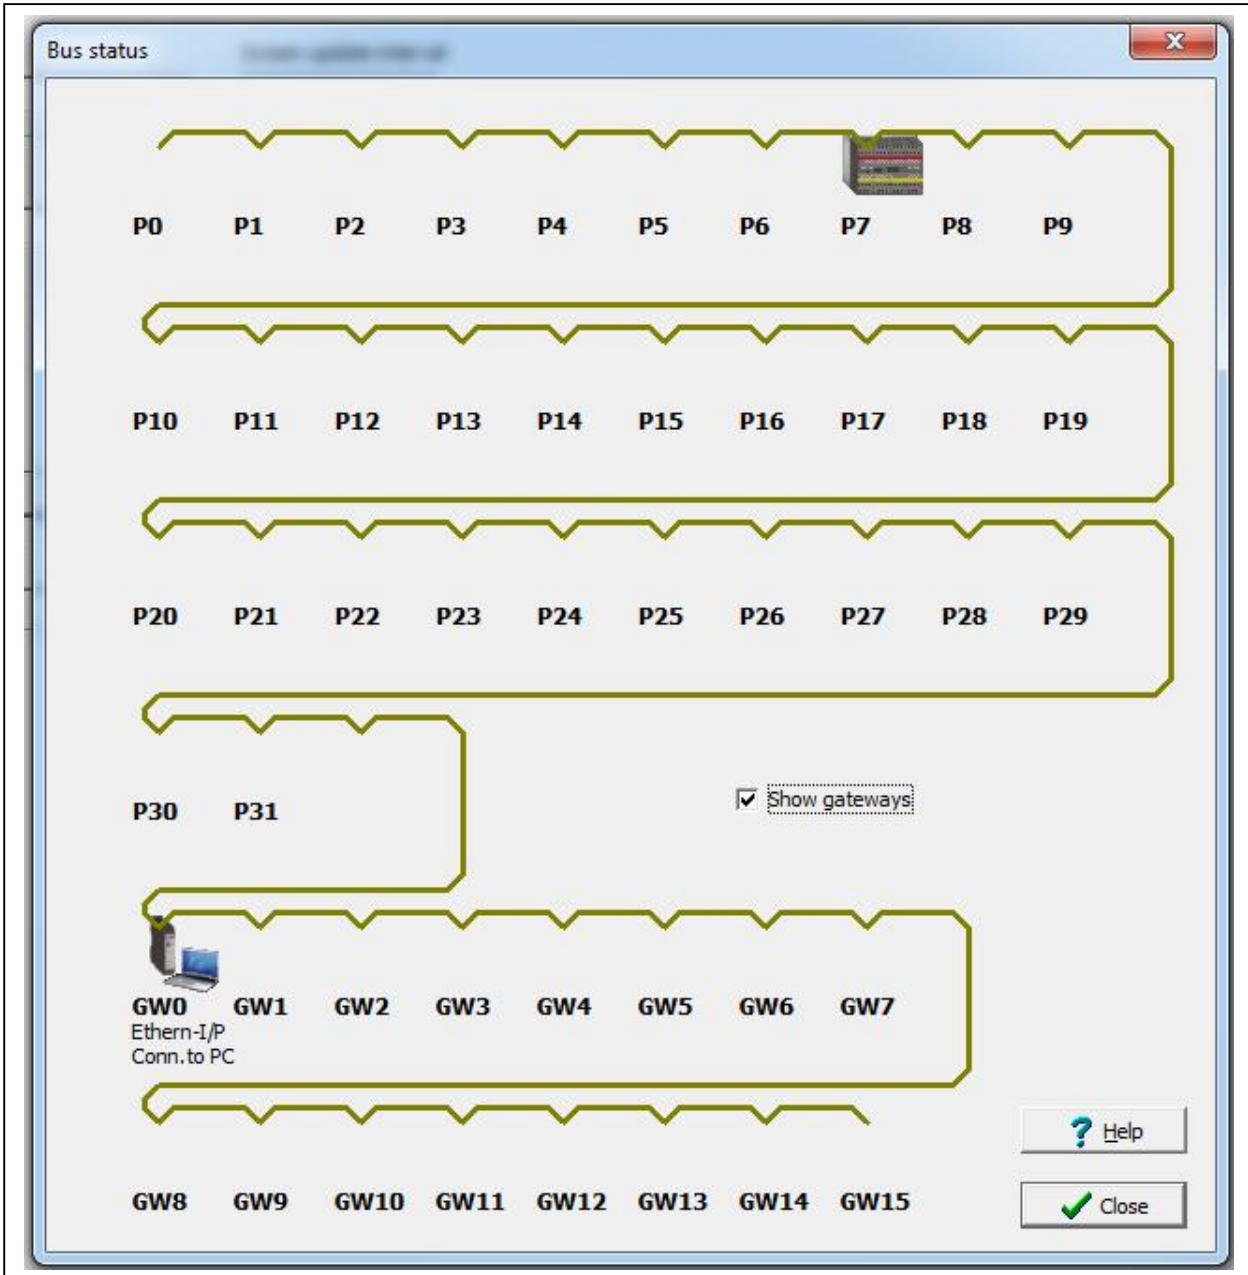 Bus status
P0 P1 P2 P3 P4 P5 P6 P7 P8 P9
P10 P11 P12 P13 P14 P15 P16 P17 P18 P19
P20 P21 P22 P23 P24 P25 P26 P27 P28 P29
Show gateways
P30 P31
GW0 GW1 GW2 GW3 GW4 GW5 GW6 GW7
Ethern-I/P
Conn.to PC
Help
GW8 GW9 GW10 GW11 GW12 GW13 GW14 GW15
Close